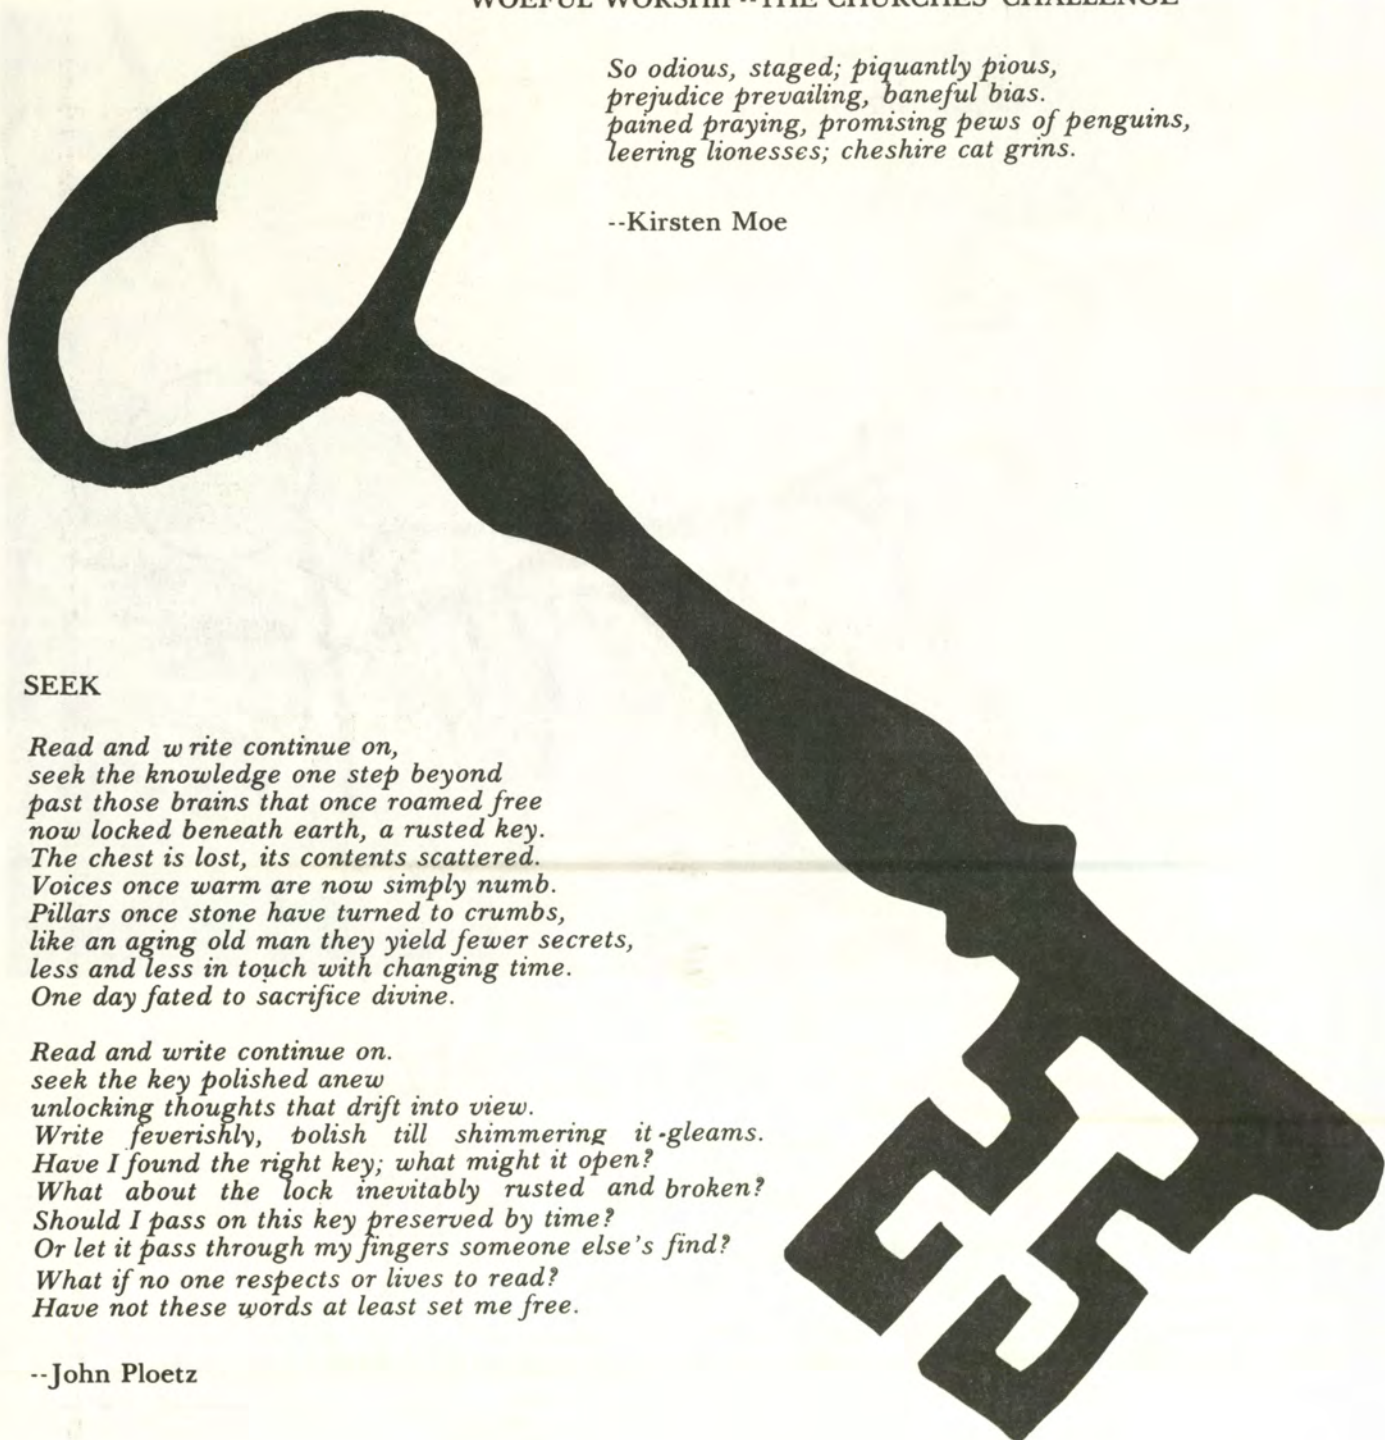 WOEFUL WORSHIP--THE CHURCHES' CHALLENGE
So odious, staged; piquantly pious,
prejudice prevailing, baneful bias.
pained praying, promising pews of penguins,
leering lionesses; cheshire cat grins.
--Kirsten Moe
SEEK
Read and w rite continue on,
seek the knowledge one step beyond
past those brains that once roamed free
now locked beneath earth, a rusted key.
The chest is lost, its contents scattered.
Voices once warm are now simply numb.
Pillars once stone have turned to crumbs,
like an aging old man they yield fewer secrets,
less and less in touch with changing time.
One day fated to sacrifice divine.
Read and write continue on.
seek the key polished anew
unlocking thoughts that drift into view.
Write feverishly, polish till shimmering it-gleams.
Have I found the right key; what might it open?
What about the lock inevitably rusted and broken?
Should I pass on this key preserved by time?
Or let it pass through my fingers someone else's find?
What if no one respects or lives to read?
Have not these words at least set me free.
--John Ploetz